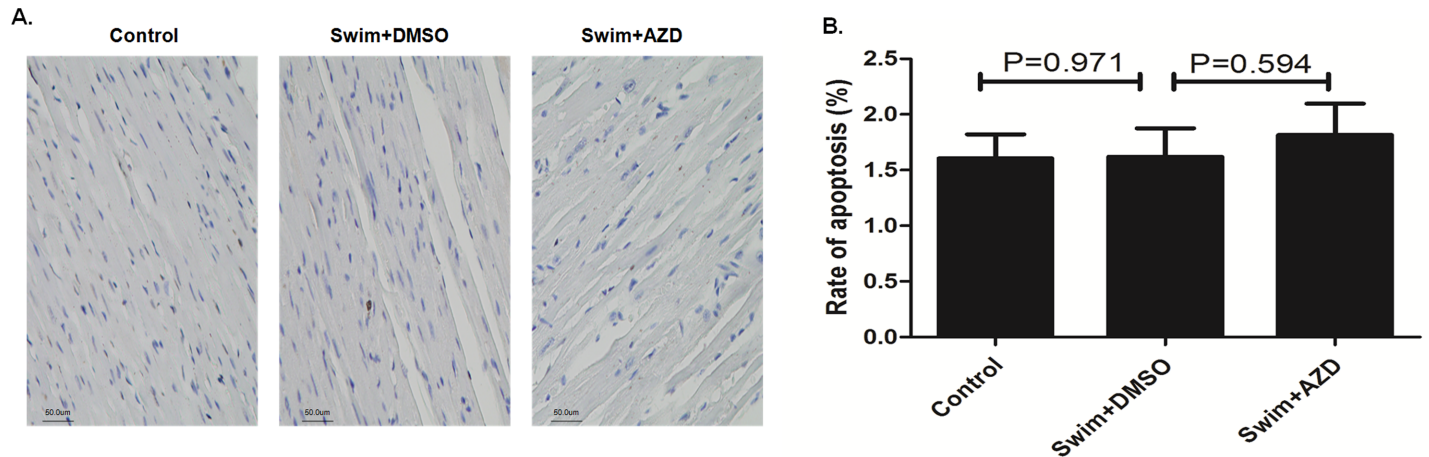 A.
Control
Swim+DMSO
Swim+AZD
50.0um
50.0um
50.0um
B.
Rate of apoptosis (%)
2.5
2.0
1.5
1.0
0.5
0.0
P=0.971
P=0.594
Control
Swim+DMSO
Swim+AZD